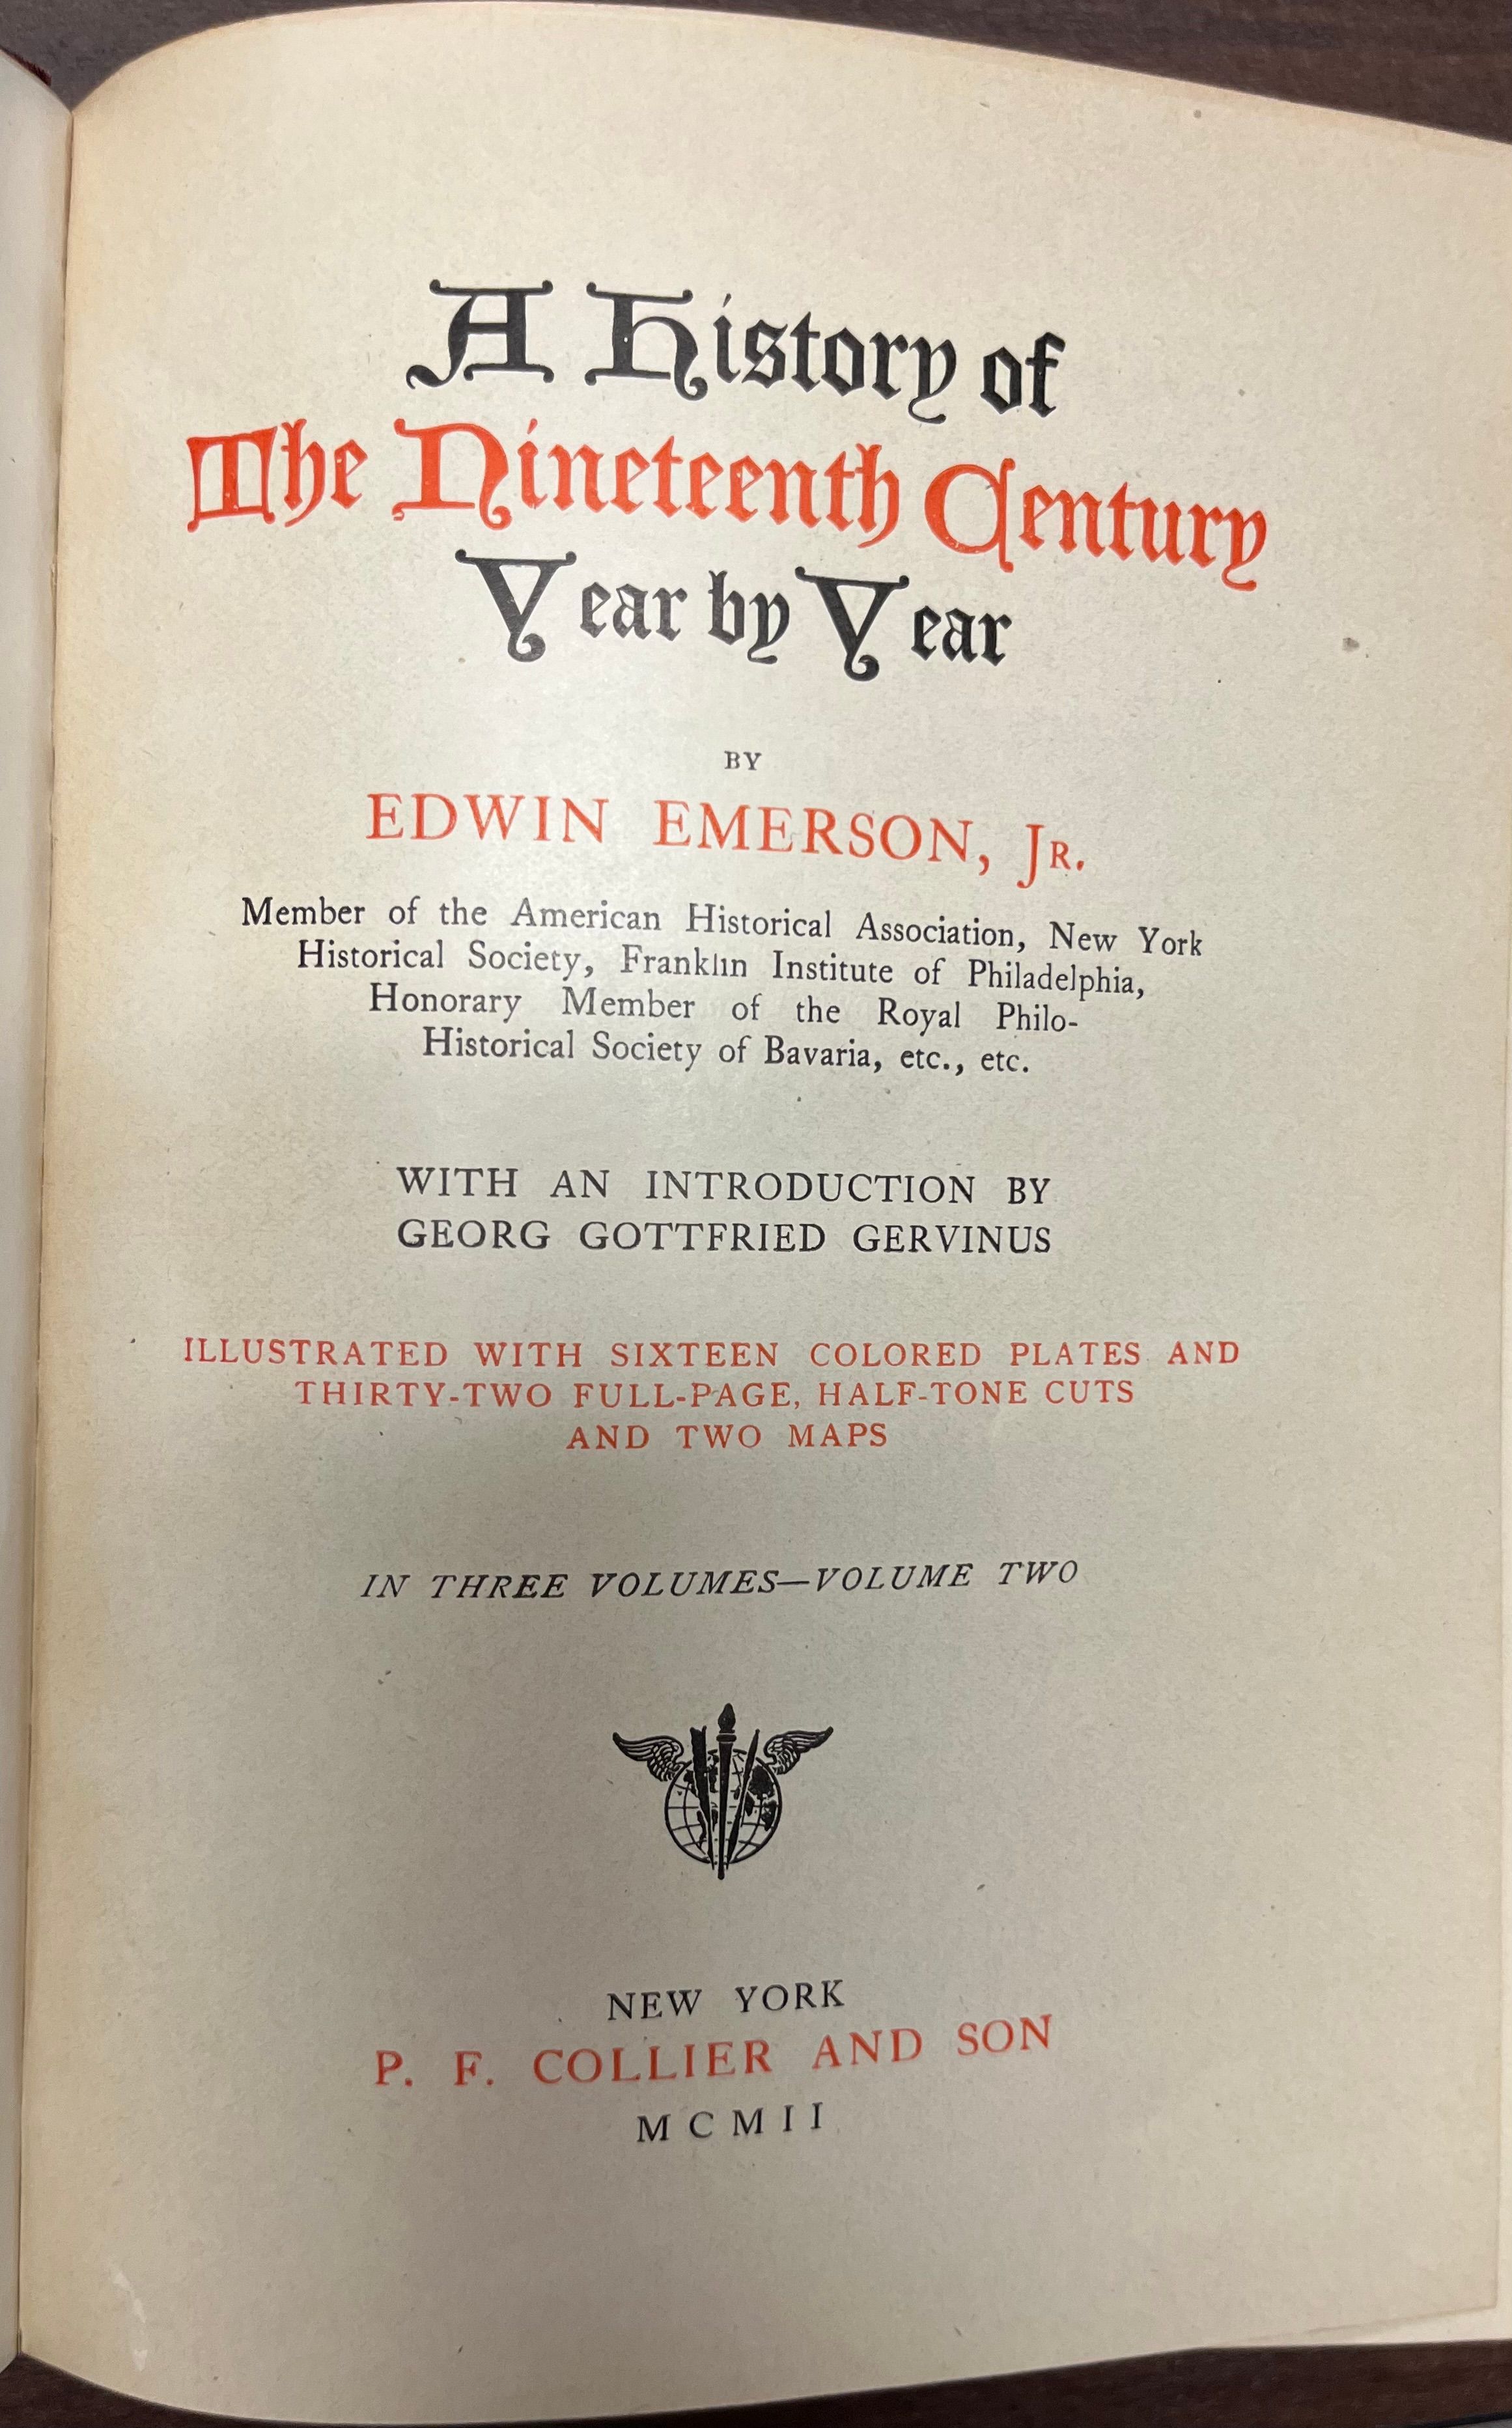 A History of
The Nineteenth Century
Year by Year
BY
EDWIN EMERSON, JR.
Member of the American Historical Association, New York
Historical Society, Franklin Institute of Philadelphia,
Honorary Member of the Royal Philo-
Historical Society of Bavaria, etc., etc.
WITH AN INTRODUCTION BY
GEORG GOTTFRIED GERVINUS
ILLUSTRATED WITH SIXTEEN COLORED PLATES AND
THIRTY-TWO FULL-PAGE, HALF-TONE CUTS
AND TWO MAPS
IN THREE VOLUMES—VOLUME TWO
NEW YORK
P. F. COLLIER AND SON
MCMII